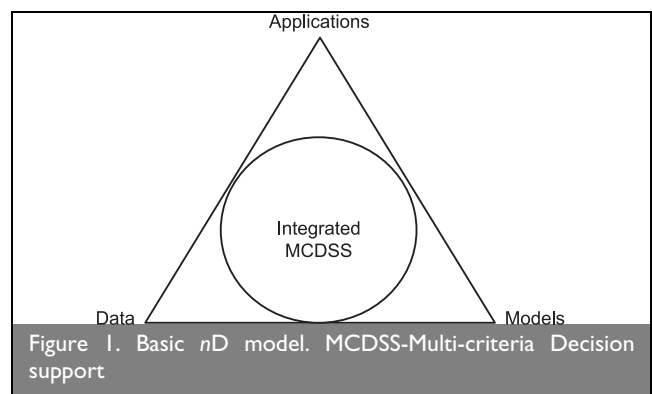 Applications
Integrated
MCDSS
Data
Models
Figure 1. Basic nD model. MCDSS-Multi-criteria Decision
support